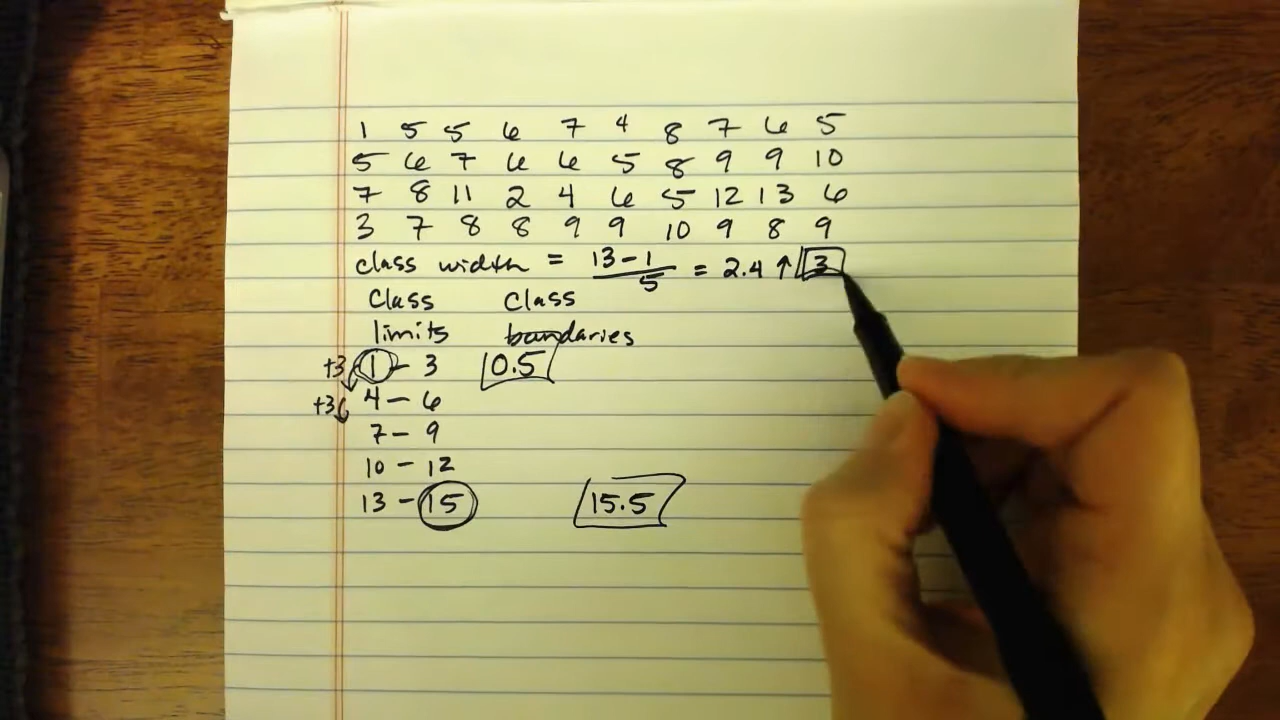 1 5 5 6 7 4 8 7 6 5
5 6 7 6 6 5 8 9 9 10
7 8 11 2 4 6 5 12 13 6
3 7 8 8 9 9 10 9 8 9
class width = 13-1 / 5 = 2.4 ↑ 3
Class Class
limits boundaries
+3 1 - 3 0.5
+3 4 - 6
7 - 9
10 - 12
13 - 15 15.5